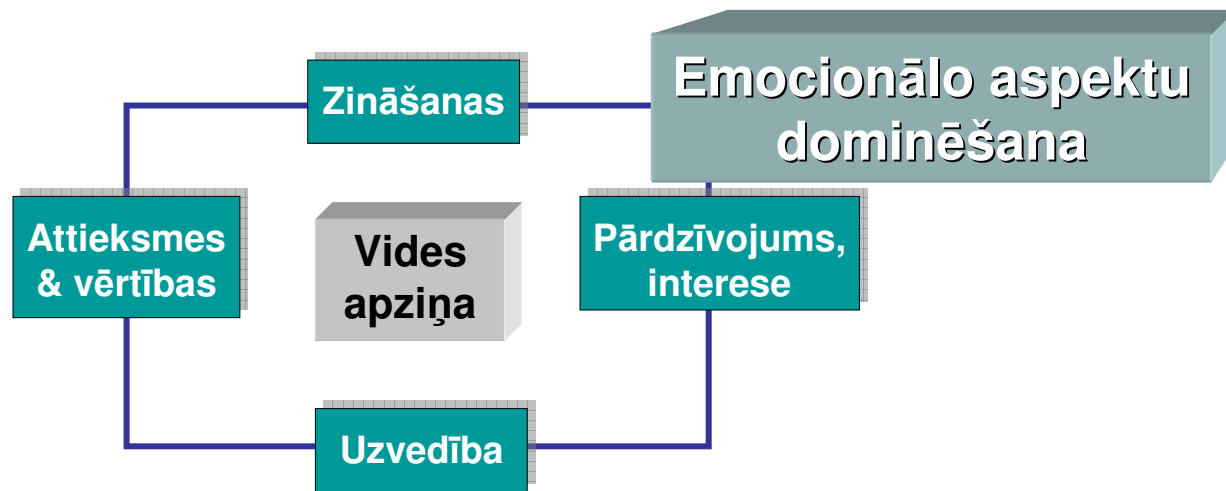 Emocionālo aspektu
dominēšana
Zināšanas
Attieksmes
& vērtības
Vides
apziņa
Pārdzīvojums,
interese
Uzvedība